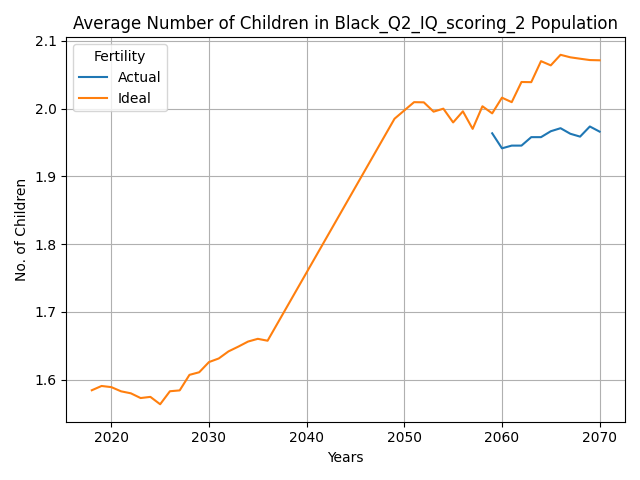 Average Number of Children in Black_Q2_IQ_scoring_2 Population
Fertility
Actual
Ideal
No. of Children
2.1
2.0
1.9
1.8
1.7
1.6
2020 2030 2040 2050 2060 2070
Years